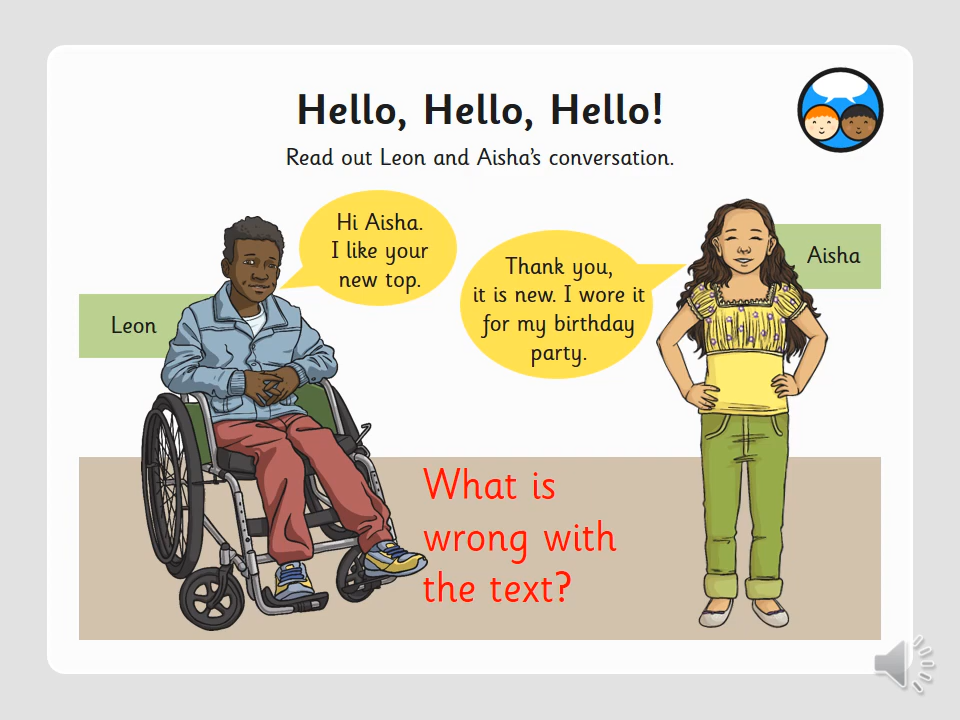 Hello, Hello, Hello!
Read out Leon and Aisha's conversation.
Hi Aisha.
I like your
new top.
Thank you,
it is new. I wore it
for my birthday
party.
Aisha
Leon
What is
wrong with
the text?